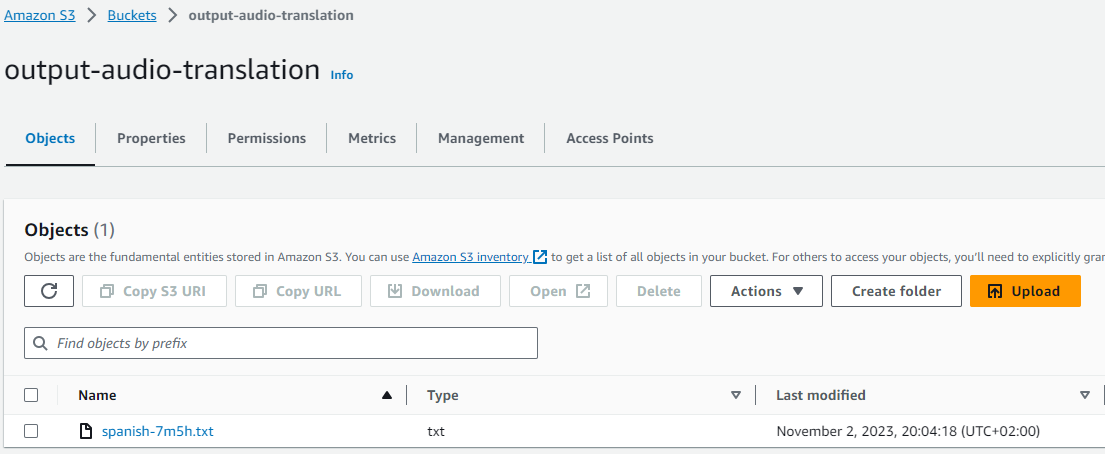 Amazon S3 > Buckets > output-audio-translation
output-audio-translation Info
Objects Properties Permissions Metrics Management Access Points
Objects (1)
Objects are the fundamental entities stored in Amazon S3. You can use Amazon S3 inventory to get a list of all objects in your bucket. For others to access your objects, you'll need to explicitly gran
Copy S3 URI Copy URL Download Open Delete Actions Create folder Upload
Find objects by prefix
Name Type Last modified
spanish-7m5h.txt txt November 2, 2023, 20:04:18 (UTC+02:00)